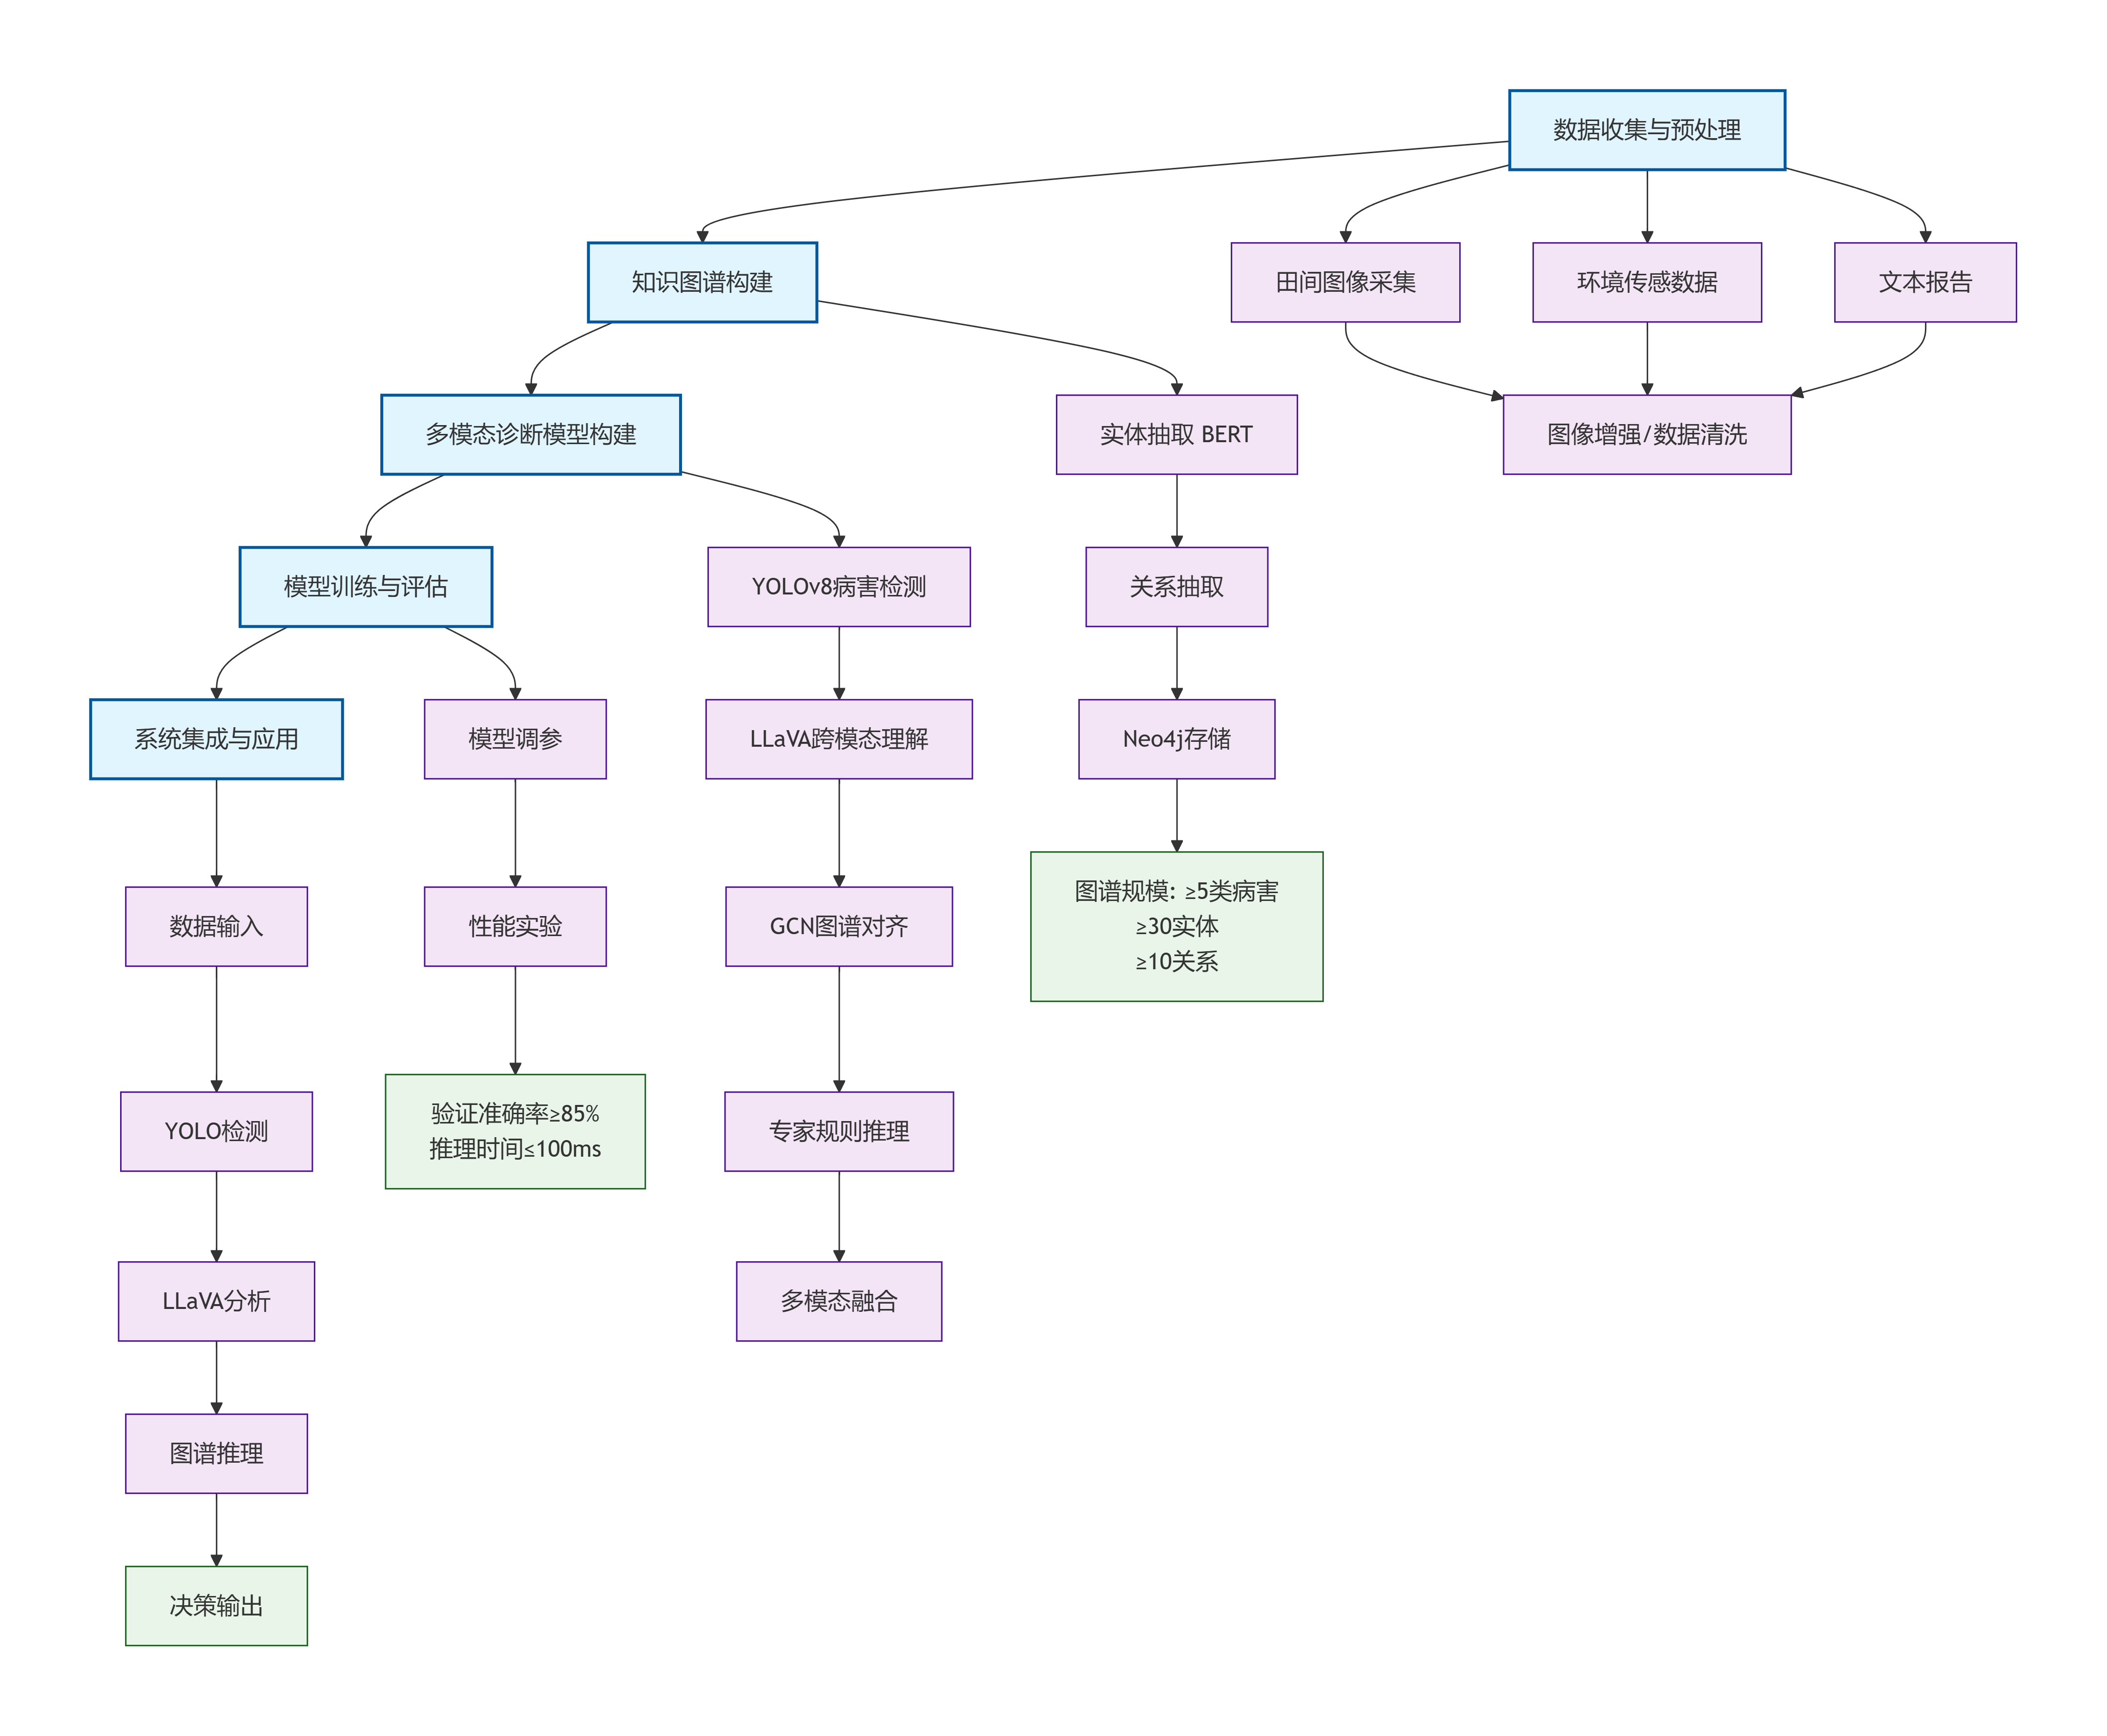 数据收集与预处理
知识图谱构建
田间图像采集
环境传感数据
文本报告
多模态诊断模型构建
实体抽取 BERT
图像增强/数据清洗
模型训练与评估
YOLOv8病害检测
关系抽取
系统集成与应用
模型调参
LLaVA跨模态理解
Neo4j存储
数据输入
性能实验
GCN图谱对齐
图谱规模: ≥5类病害
≥30实体
≥10关系
YOLO检测
验证准确率≥85%
推理时间≤100ms
专家规则推理
LLaVA分析
多模态融合
图谱推理
决策输出